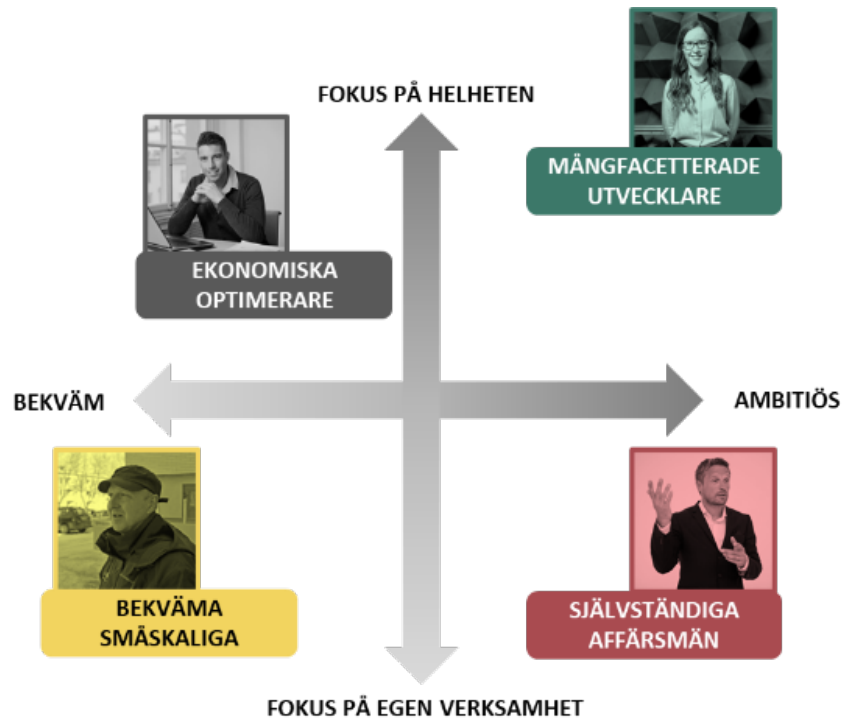 FOKUS PÅ HELHETEN
MÅNGFACETTERADE
UTVECKLARE
EKONOMISKA
OPTIMERARE
BEKVÄM
AMBITIÖS
BEKVÄMA
SMÅSKALIGA
SJÄLVSTÄNDIGA
AFFÄRSMÄN
FOKUS PÅ EGEN VERKSAMHET